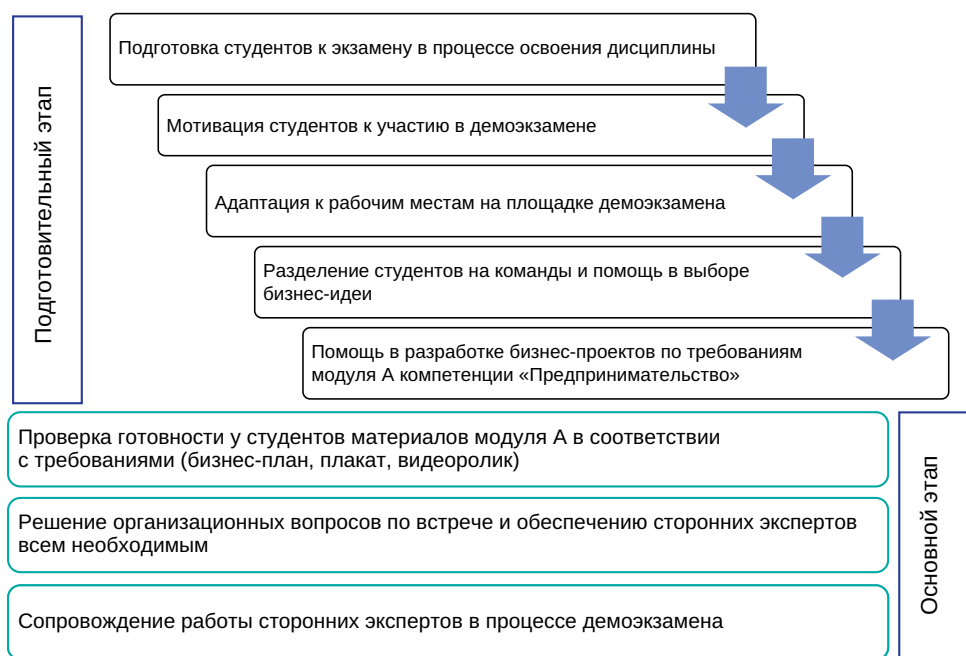 Подготовительный этап
Подготовка студентов к экзамену в процессе освоения дисциплины
Мотивация студентов к участию в демоэкзамене
Адаптация к рабочим местам на площадке демоэкзамена
Разделение студентов на команды и помощь в выборе
бизнес-идеи
Помощь в разработке бизнес-проектов по требованиям
модуля А компетенции «Предпринимательство»
Проверка готовности у студентов материалов модуля А в соответствии
с требованиями (бизнес-план, плакат, видеоролик)
Решение организационных вопросов по встрече и обеспечению сторонних экспертов
всем необходимым
Сопровождение работы сторонних экспертов в процессе демоэкзамена
Основной этап